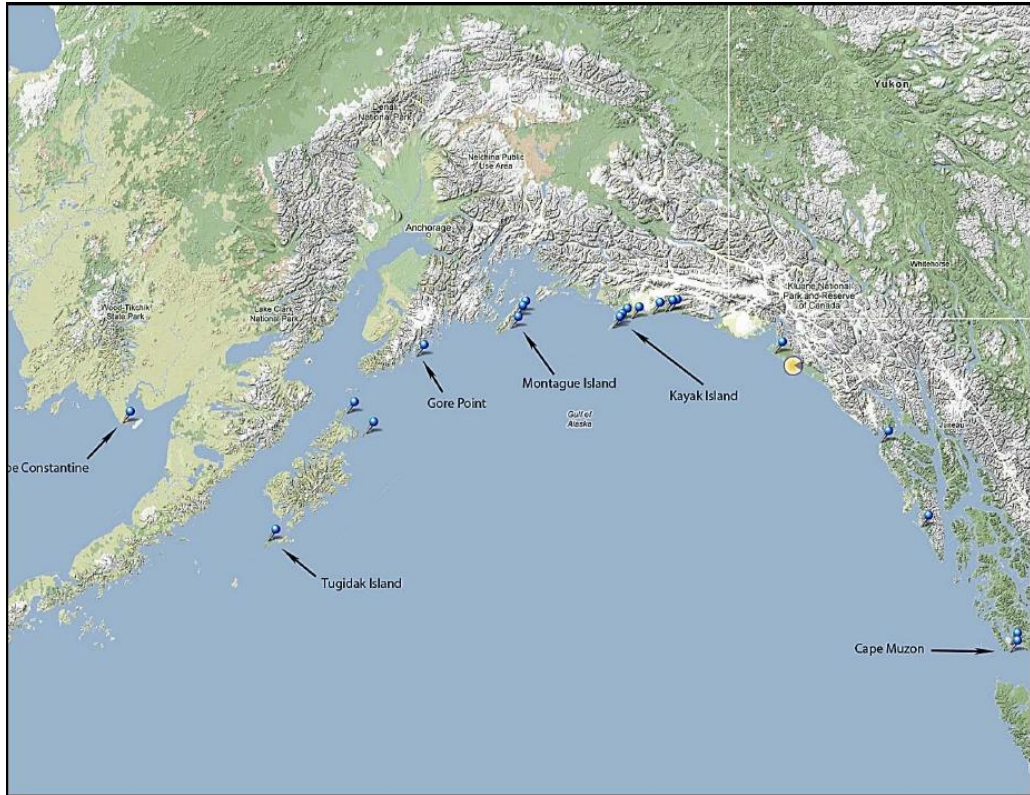 Yukon
Denali
National Park
Nelchina Public
Use Area
Anchorage
Whitehorse
Kluane National
Park and Reserve
of Canada
Wood-Tikchik
State Park
Lake Clark
National Park
Montague Island
Kayak Island
Gore Point
Gulf of
Alaska
Juneau
pe Constantine
Tugidak Island
Cape Muzon